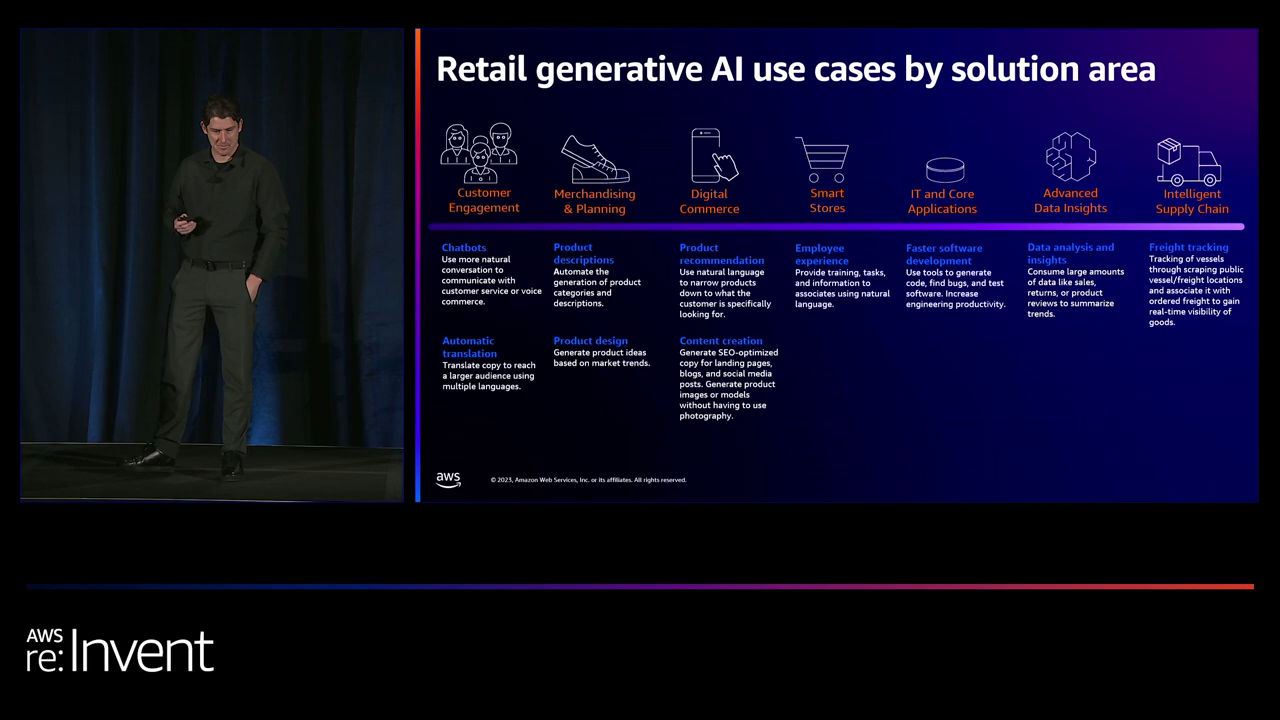 Retail generative AI use cases by solution area
Customer
Engagement
Merchandising
& Planning
Digital
Commerce
Smart
Stores
IT and Core
Applications
Advanced
Data Insights
Intelligent
Supply Chain
Chatbots
Use more natural
conversation to
communicate with
customer service or voice
commerce.
Automatic
translation
Translate copy to reach
a larger audience using
multiple languages.
Product
descriptions
Automate the
generation of product
categories and
descriptions.
Product design
Generate product ideas
based on market trends.
Product
recommendation
Use natural language
to narrow products
down to what the
customer is specifically
looking for.
Content creation
Generate SEO-optimized
copy for landing pages,
blogs, and social media
posts. Generate product
images or models
without having to use
photography.
Employee
experience
Provide training, tasks,
and information to
associates using natural
language.
Faster software
development
Use tools to generate
code, find bugs, and test
software. Increase
engineering productivity.
Data analysis and
insights
Consume large amounts
of data like sales,
returns, or product
reviews to summarize
trends.
Freight tracking
Tracking of vessels
through scraping public
vessel/freight locations
and associate it with
ordered freight to gain
real-time visibility of
goods.
aws
© 2023, Amazon Web Services, Inc. or its affiliates. All rights reserved.
AWS
re:Invent